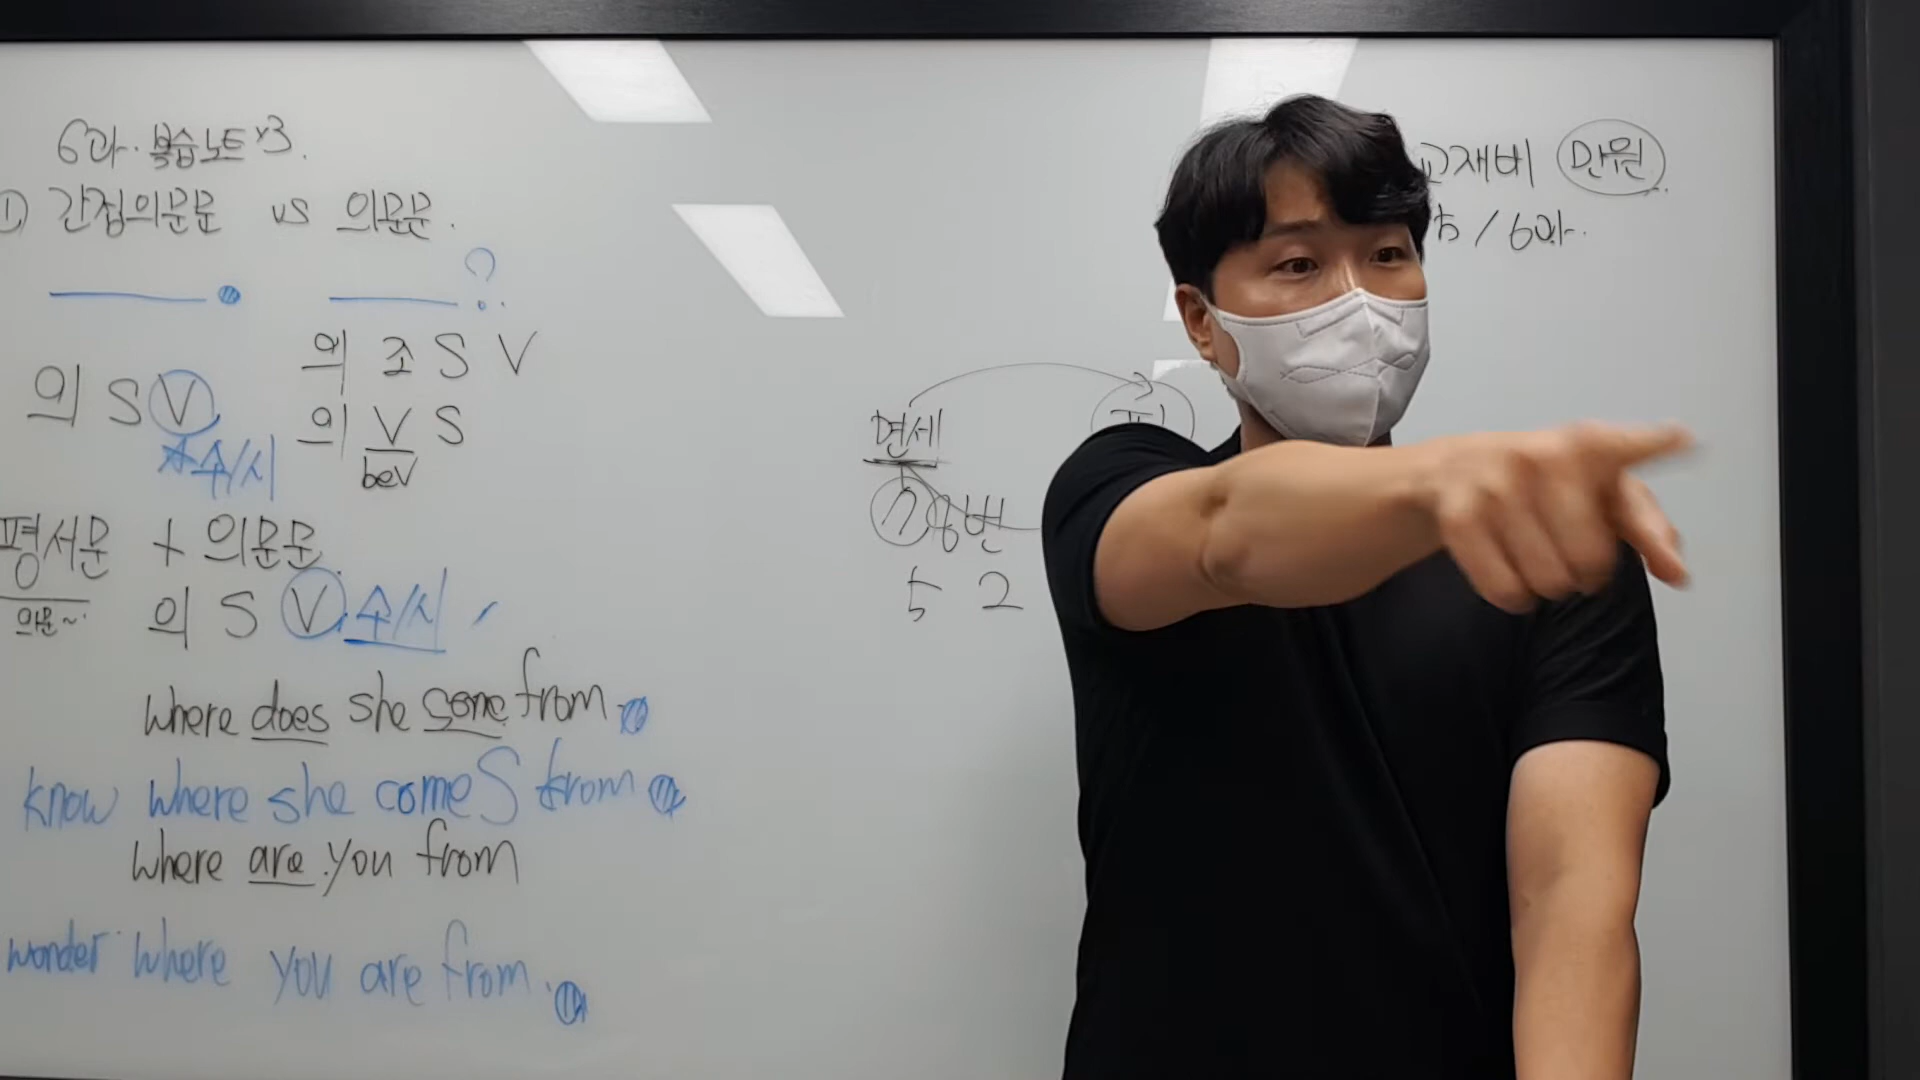 6과. 복습노트 x3.
① 간접의문문 vs 의문문.
?
의 조 S V
의 S V
의 V S
수/시
beV
평서문 + 의문문
의문~
의 S V 수/시
where does she come from.
know where she comeS from.
where are you from
wonder where you are from.
면세
5 2
교재비 만원
/ 6과.